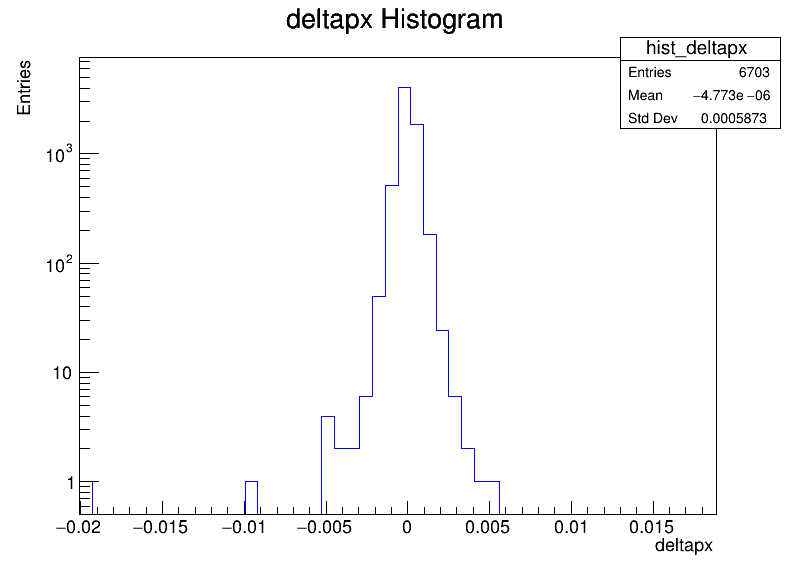 deltapx Histogram
hist_deltapx
Entries 6703
Mean −4.773e−06
Std Dev 0.0005873
Entries
10³
10²
10
1
−0.02 −0.015 −0.01 −0.005 0 0.005 0.01 0.015
deltapx